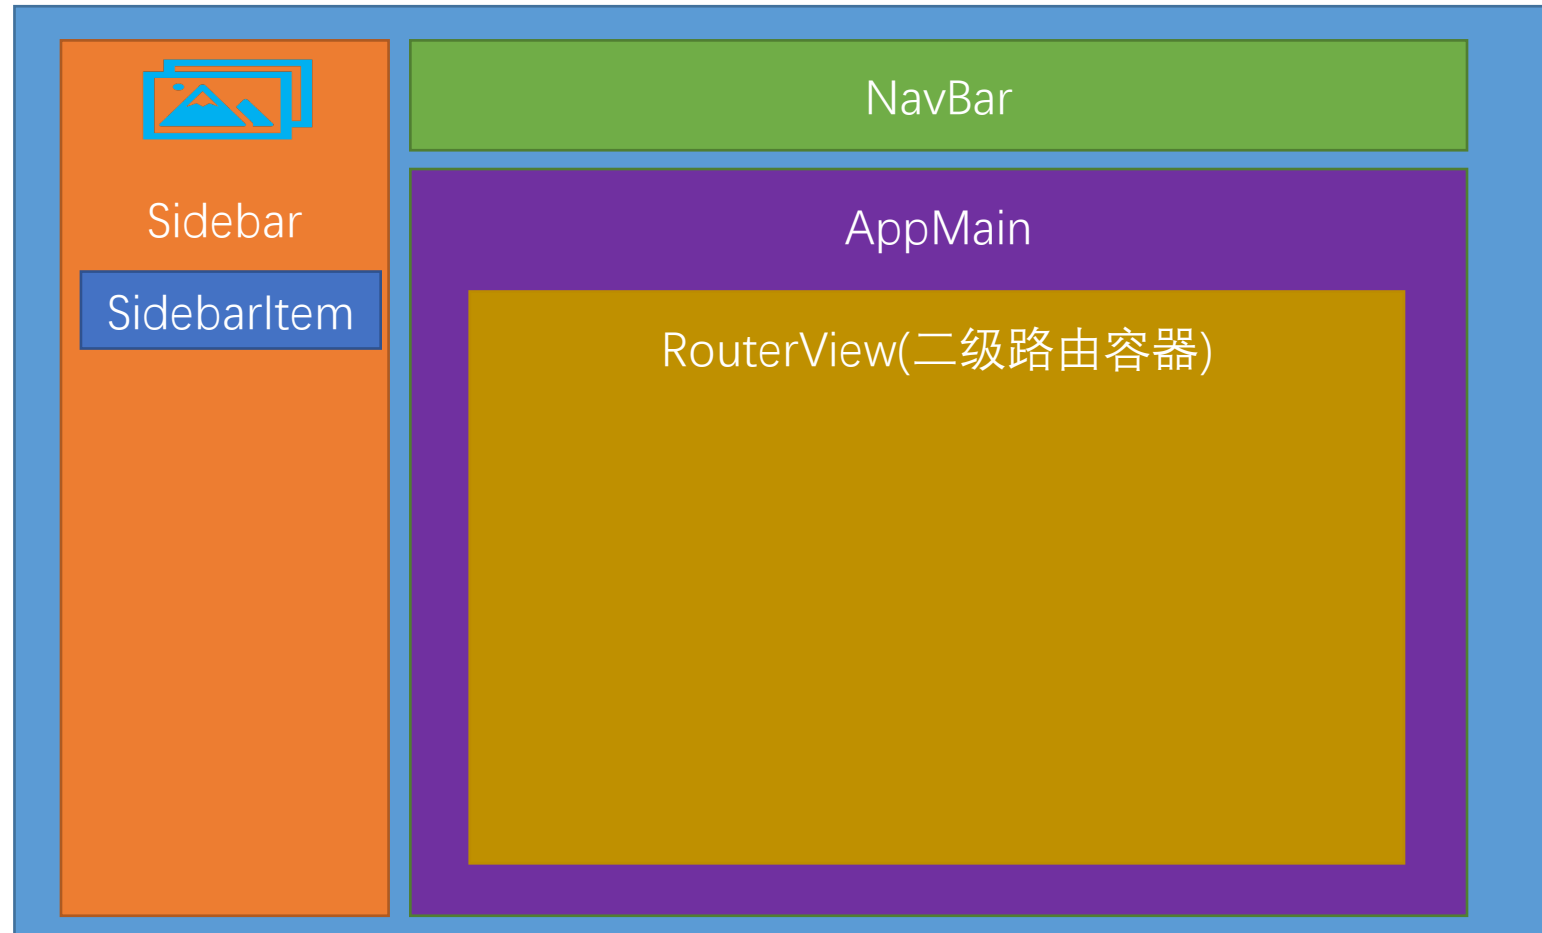 NavBar
Sidebar
AppMain
SidebarItem
RouterView(二级路由容器)